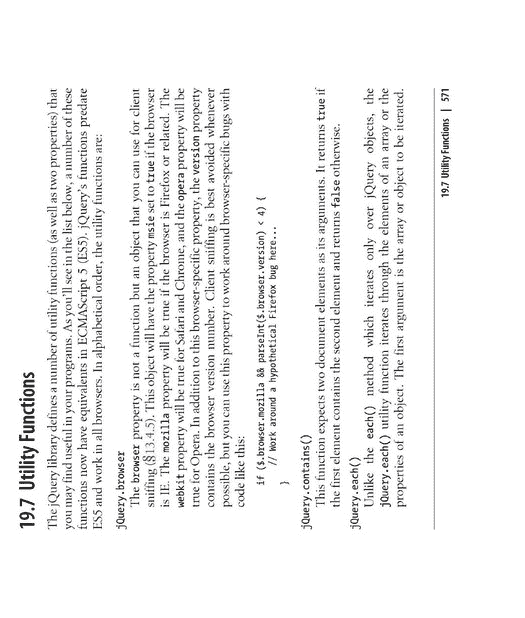 19.7 Utility Functions
The jQuery library defines a number of utility functions (as well as two properties) that
you may find useful in your programs. As you'll see in the list below, a number of these
functions now have equivalents in ECMAScript 5 (ES5). jQuery's functions predate
ES5 and work in all browsers. In alphabetical order, the utility functions are:
jQuery.browser
The browser property is not a function but an object that you can use for client
sniffing (§13.4.5). This object will have the property msie set to true if the browser
is IE. The mozilla property will be true if the browser is Firefox or related. The
webkit property will be true for Safari and Chrome, and the opera property will be
true for Opera. In addition to this browser-specific property, the version property
contains the browser version number. Client sniffing is best avoided whenever
possible, but you can use this property to work around browser-specific bugs with
code like this:
if ($.browser.mozilla && parseInt($.browser.version) < 4) {
// Work around a hypothetical Firefox bug here...
}
jQuery.contains()
This function expects two document elements as its arguments. It returns true if
the first element contains the second element and returns false otherwise.
jQuery.each()
Unlike the each() method which iterates only over jQuery objects, the
jQuery.each() utility function iterates through the elements of an array or the
properties of an object. The first argument is the array or object to be iterated.
19.7 Utility Functions | 571